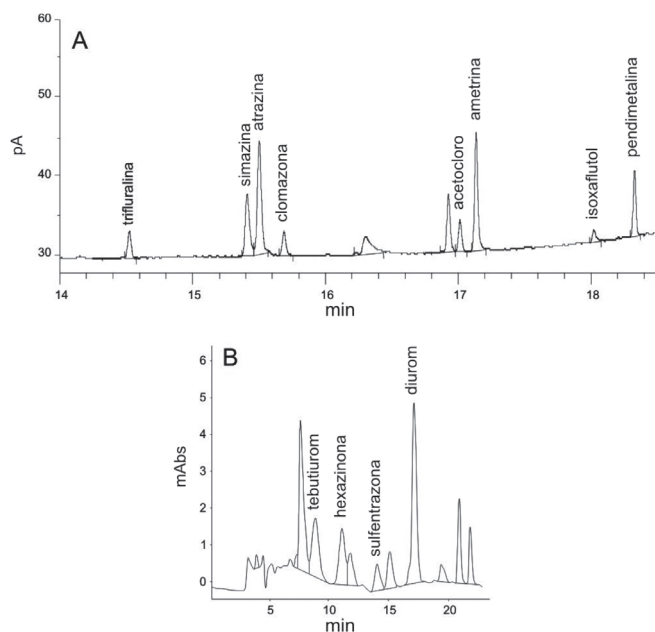 A
60
50
40
30
pA
trifluralina
simazina
atrazina
clomazona
acetocloro
ametrina
isoxaflutol
pendimetalina
14 15 16 17 18
min
B
6
5
4
3
2
1
0
mAbs
tebutiurom
hexazinona
sulfentrazona
diurom
5 10 15 20
min